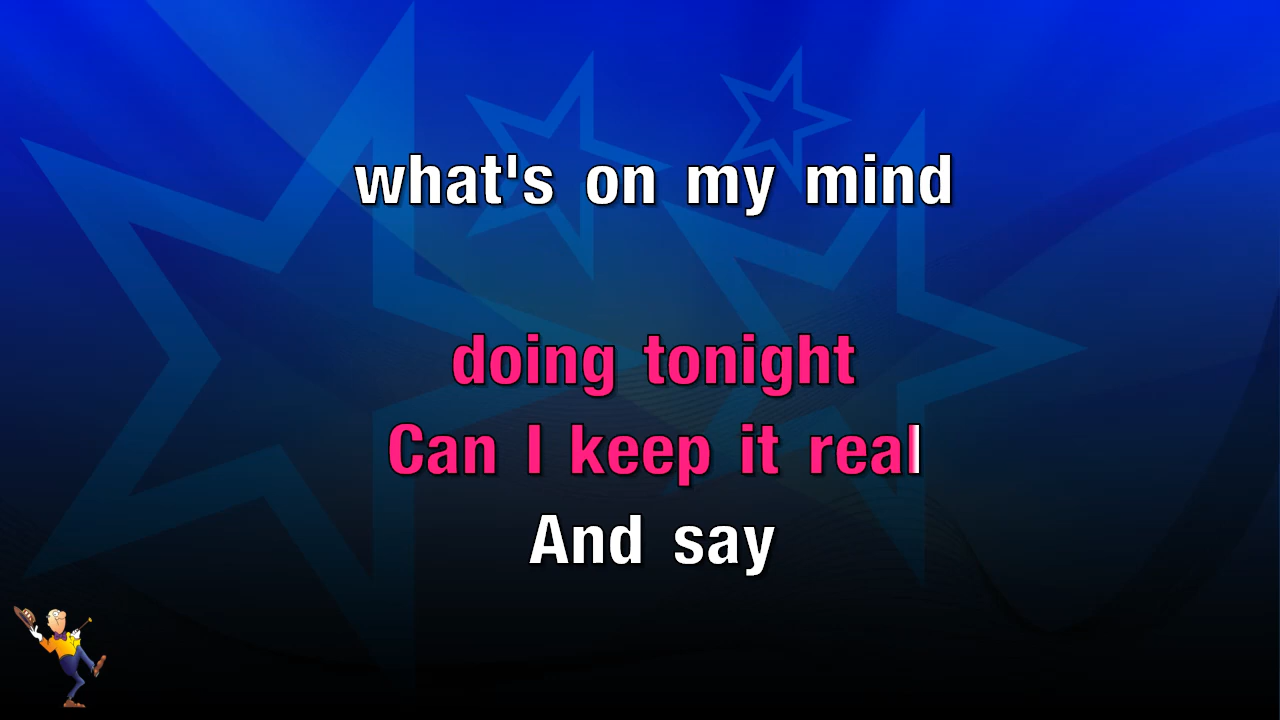 what's on my mind
doing tonight
Can I keep it real
And say